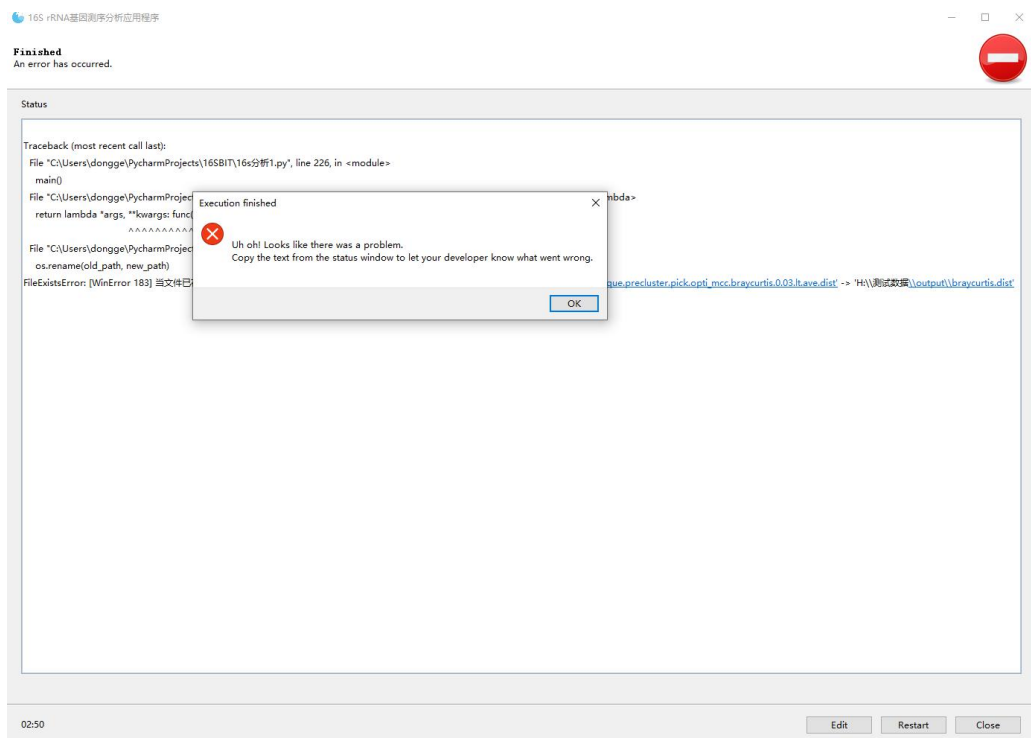 16S rRNA基因测序分析应用程序
Finished
An error has occurred.
Status
Traceback (most recent call last):
File "C:\Users\dongge\PycharmProjects\16SBIT\16s分析1.py", line 226, in <module>
main()
File "C:\Users\dongge\PycharmProjec
mbda>
return lambda *args, **kwargs: func(
^^^^^^^^^^
File "C:\Users\dongge\PycharmProjec
os.rename(old_path, new_path)
FileExistsError: [WinError 183] 当文件已
que.precluster.pick.opti_mcc.braycurtis.0.03.lt.ave.dist' -> 'H:\\测试数据\\output\\braycurtis.dist'
Execution finished
Uh oh! Looks like there was a problem.
Copy the text from the status window to let your developer know what went wrong.
OK
02:50
Edit
Restart
Close